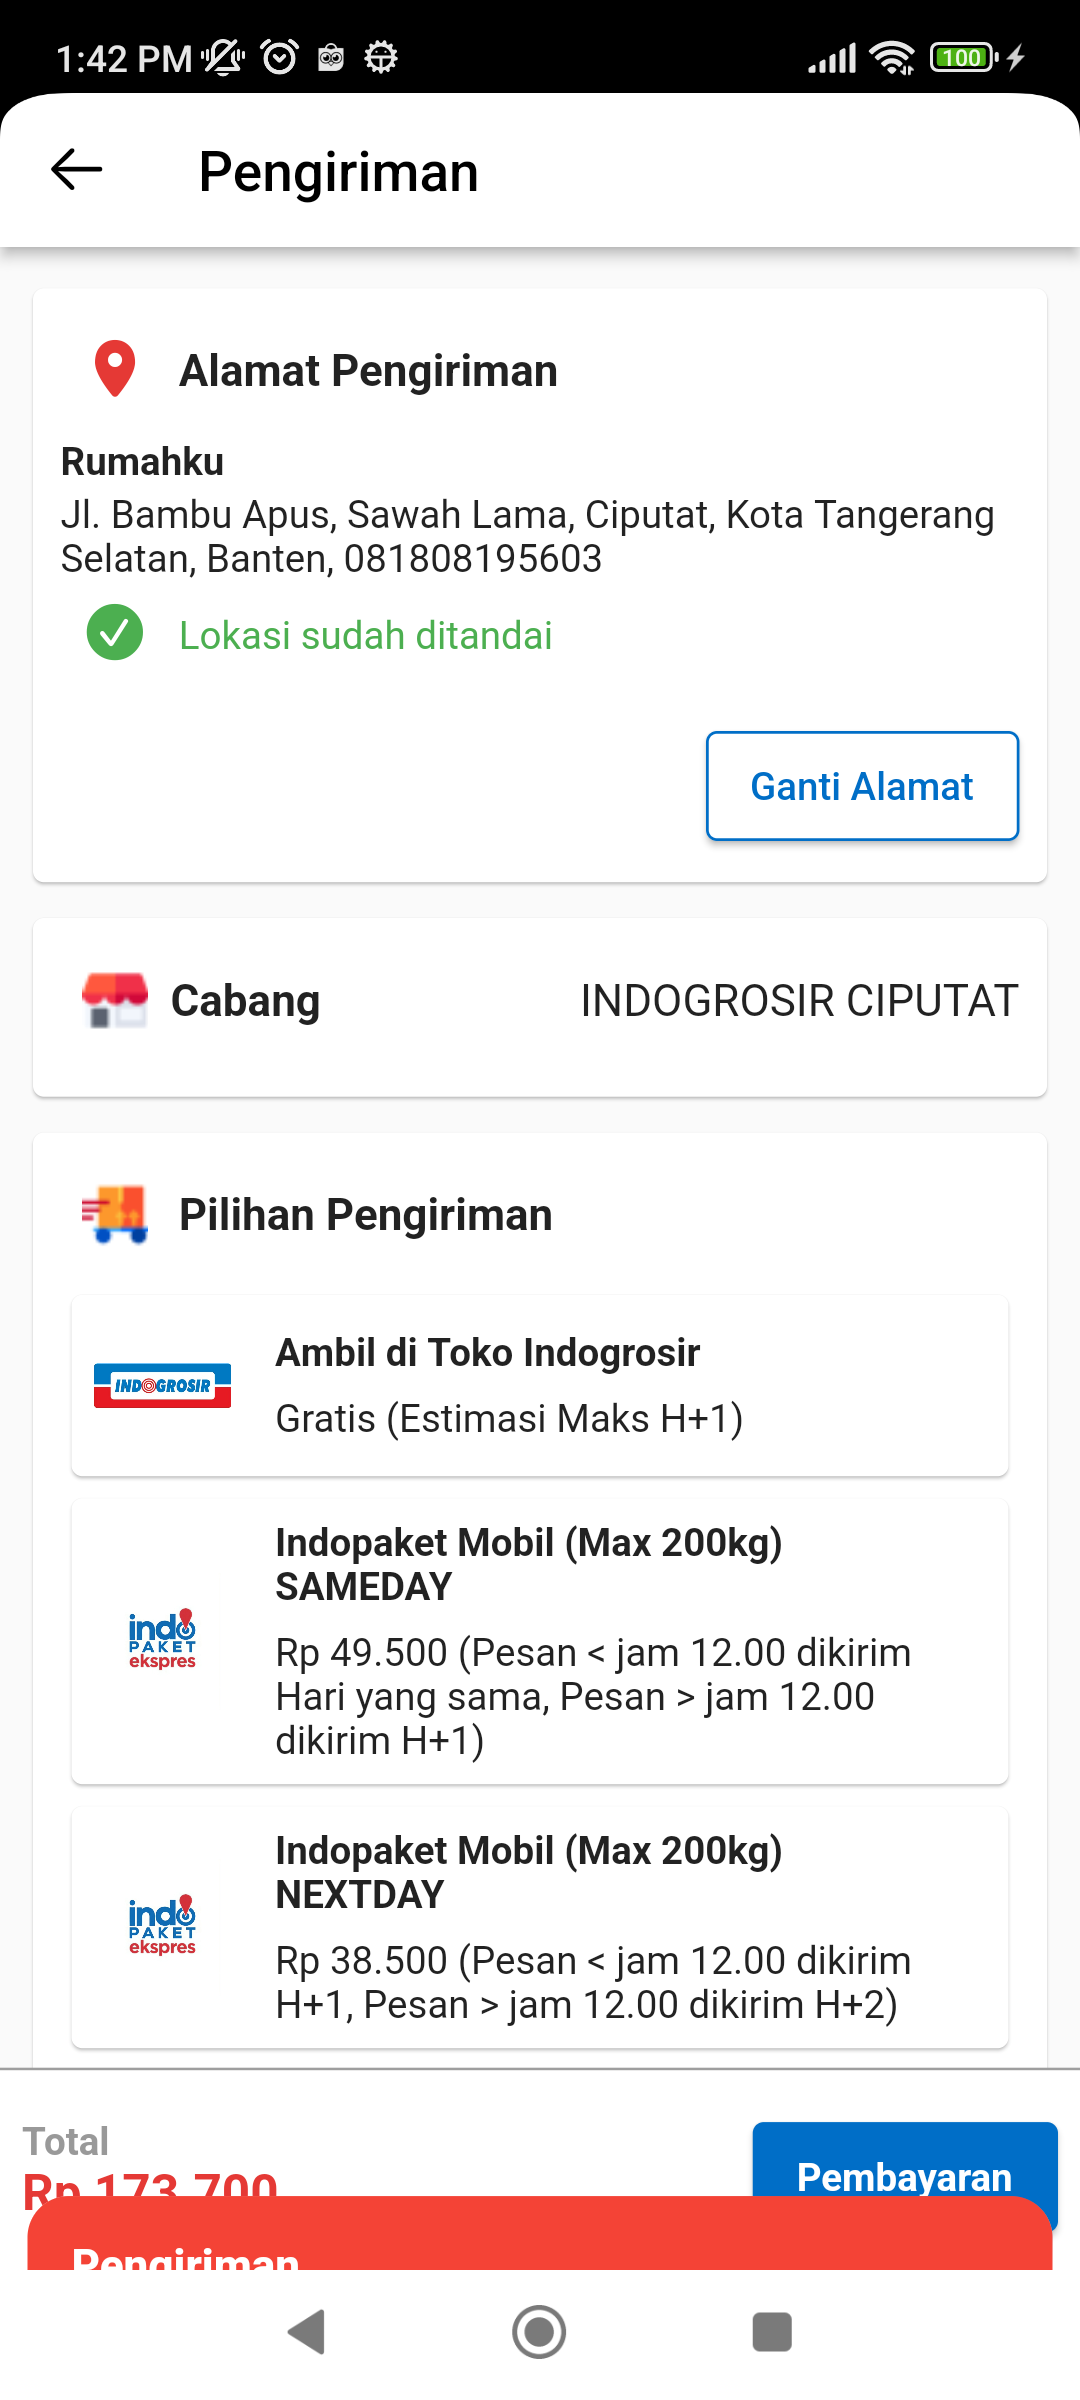 1:42 PM
100
Pengiriman
Alamat Pengiriman
Rumahku
Jl. Bambu Apus, Sawah Lama, Ciputat, Kota Tangerang
Selatan, Banten, 081808195603
Lokasi sudah ditandai
Ganti Alamat
Cabang
INDOGROSIR CIPUTAT
Pilihan Pengiriman
INDOGROSIR
Ambil di Toko Indogrosir
Gratis (Estimasi Maks H+1)
indo
PAKET
ekspres
Indopaket Mobil (Max 200kg)
SAMEDAY
Rp 49.500 (Pesan < jam 12.00 dikirim
Hari yang sama, Pesan > jam 12.00
dikirim H+1)
indo
PAKET
ekspres
Indopaket Mobil (Max 200kg)
NEXTDAY
Rp 38.500 (Pesan < jam 12.00 dikirim
H+1, Pesan > jam 12.00 dikirim H+2)
Total
Rp 173.700
Pembayaran
Pengiriman